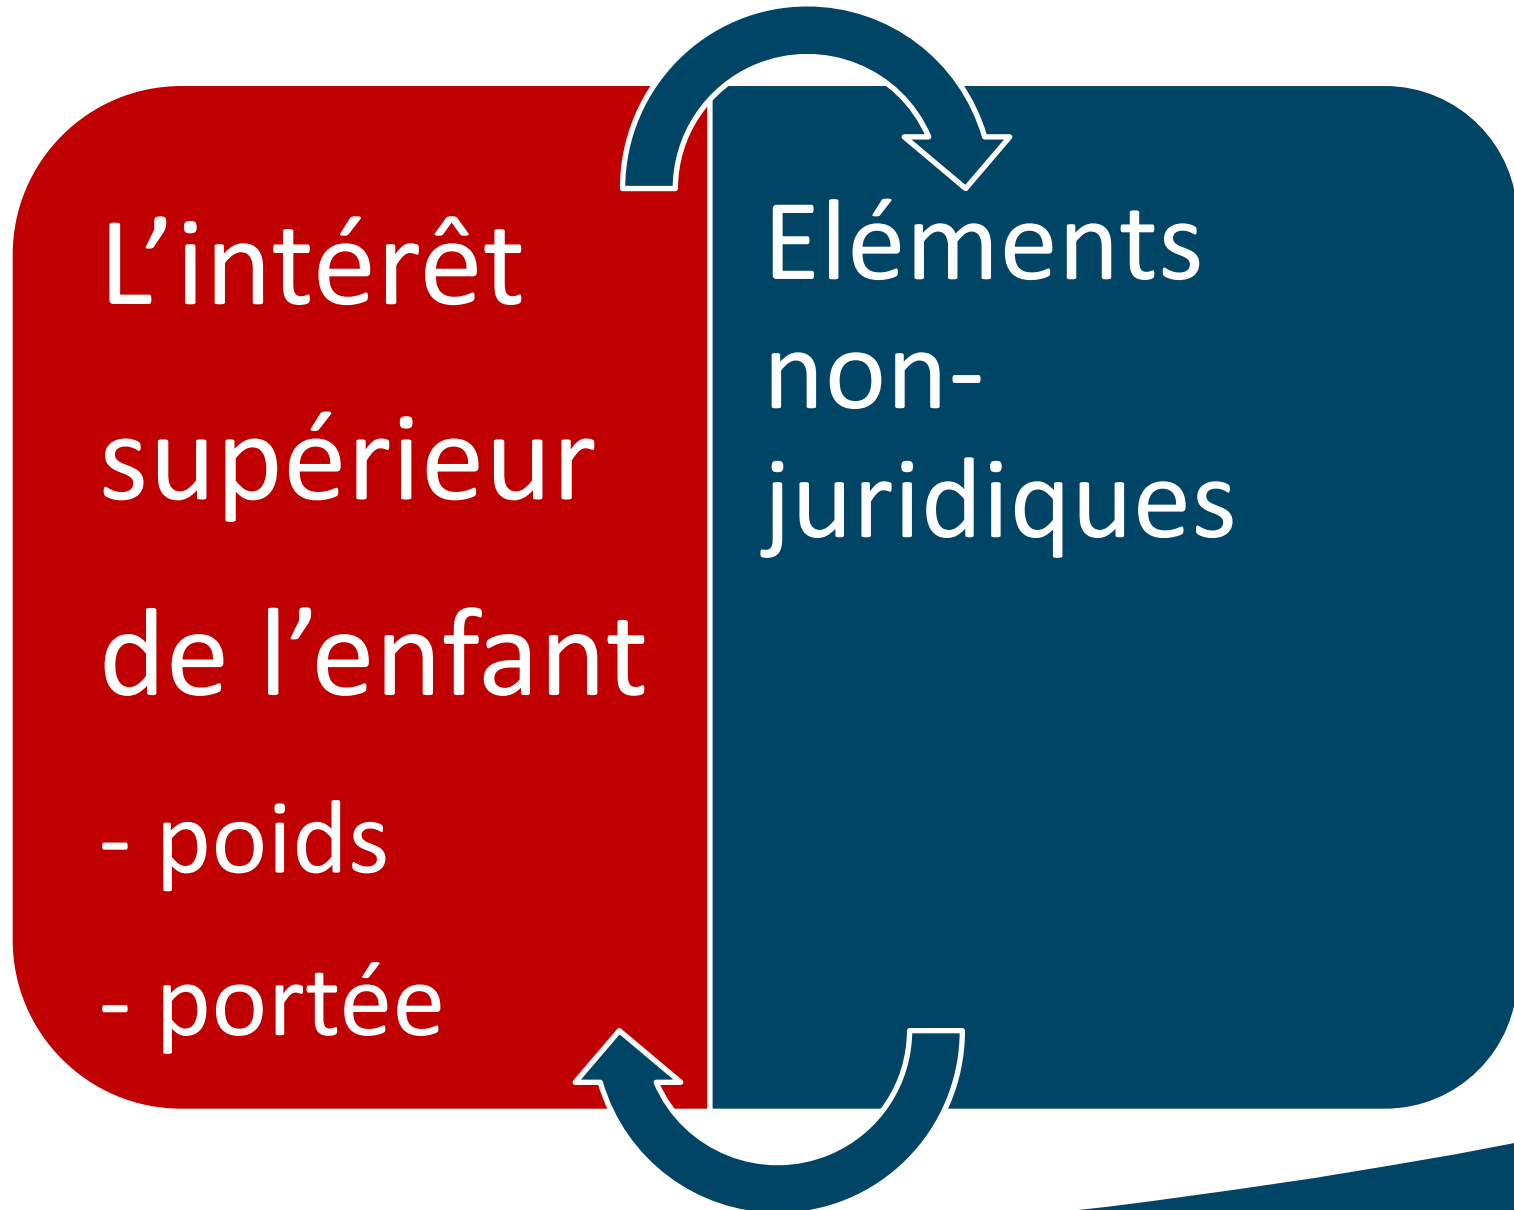 L’intérêt
supérieur
de l’enfant
- poids
- portée
Eléments
non-
juridiques